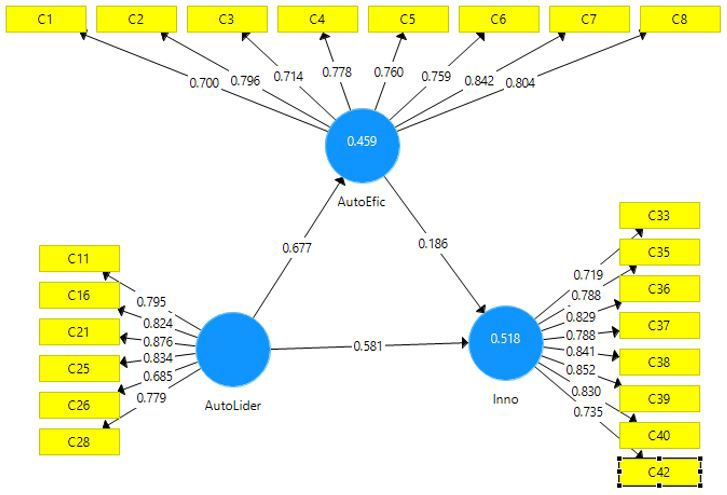 C1 C2 C3 C4 C5 C6 C7 C8
0.700 0.796 0.714 0.778 0.760 0.759 0.842 0.804
0.459
AutoEfic
0.677
0.186
C11
C16
C21
C25
C26
C28
0.795
0.824
0.876
0.834
0.685
0.779
AutoLider
0.581
0.518
Inno
0.719
0.788
0.829
0.788
0.841
0.852
0.830
0.735
C33
C35
C36
C37
C38
C39
C40
C42